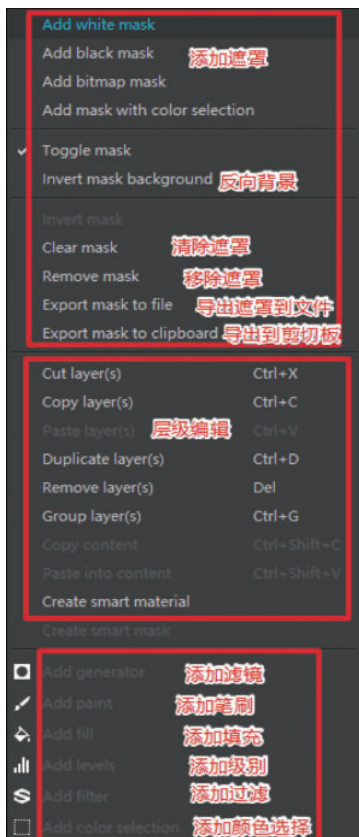 Add white mask
Add black mask 添加遮罩
Add bitmap mask
Add mask with color selection
Toggle mask
Invert mask background 反向背景
Invert mask
Clear mask 清除遮罩
Remove mask 移除遮罩
Export mask to file 导出遮罩到文件
Export mask to clipboard 导出到剪切板
Cut layer(s) Ctrl+X
Copy layer(s) Ctrl+C
Paste layer(s) 层级编辑 Ctrl+V
Duplicate layer(s) Ctrl+D
Remove layer(s) Del
Group layer(s) Ctrl+G
Copy content Ctrl+Shift+C
Paste into content Ctrl+Shift+V
Create smart material
Create smart mask
Add generator 添加滤镜
Add paint 添加笔刷
Add fill 添加填充
Add levels 添加级别
Add filter 添加过滤
Add color selection 添加颜色选择